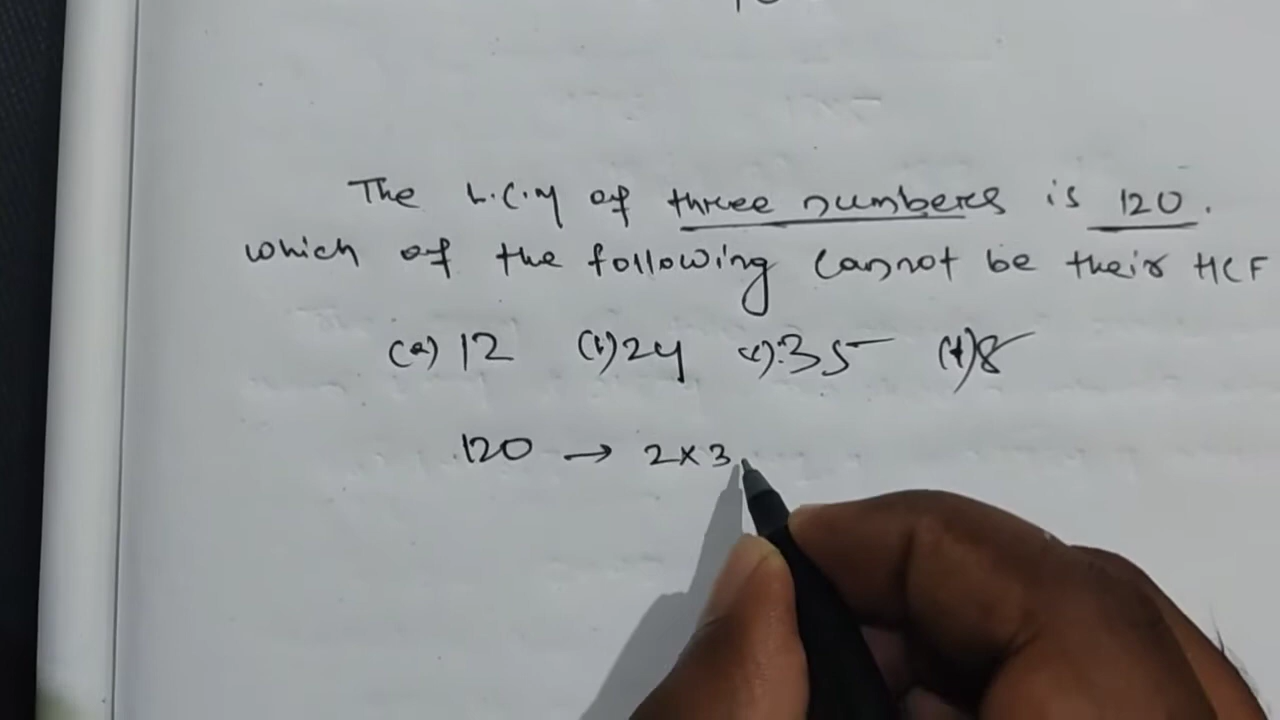 The L.C.M of three numbers is 120.
which of the following cannot be their HCF
(a) 12 (b) 24 (c) 35 (d) 8
120 → 2×3